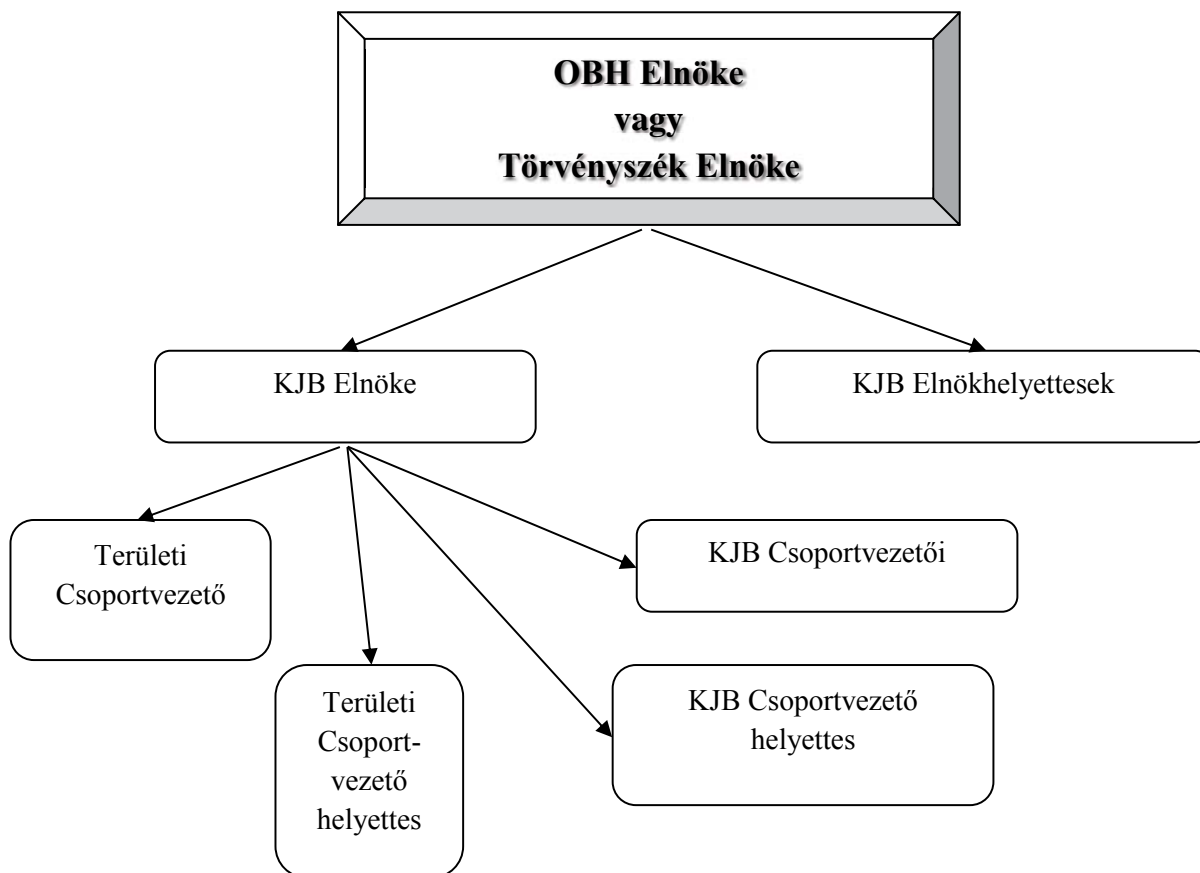 OBH Elnöke
vagy
Törvényszék Elnöke
KJB Elnöke
KJB Elnökhelyettesek
Területi
Csoportvezető
KJB Csoportvezetői
Területi
Csoport-
vezető
helyettes
KJB Csoportvezető
helyettes